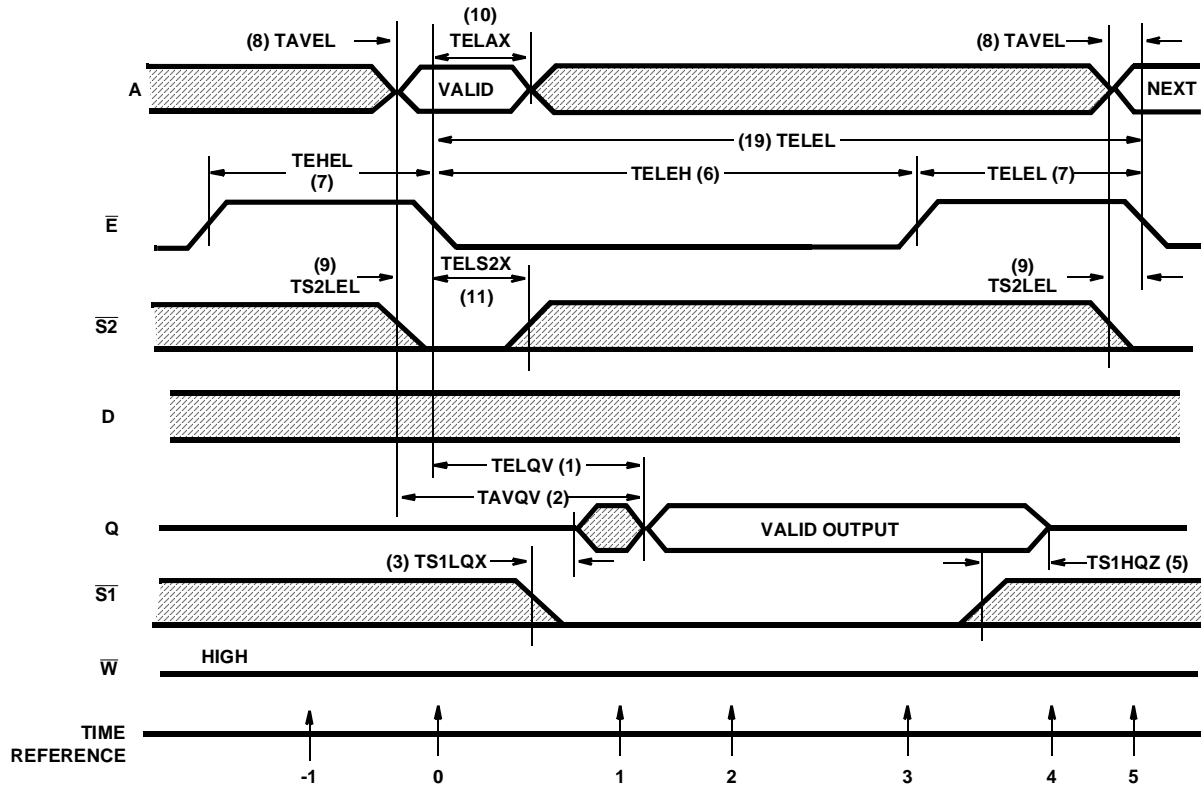 (10)
(8) TAVEL
TELAX
(8) TAVEL
A
VALID
NEXT
(19) TELEL
TEHEL
(7)
TELEH (6)
TELEL (7)
E
(9)
TS2LEL
TELS2X
(11)
(9)
TS2LEL
S2
D
TELQV (1)
TAVQV (2)
Q
VALID OUTPUT
(3) TS1LQX
TS1HQZ (5)
S1
HIGH
W
TIME
REFERENCE
-1
0
1
2
3
4
5